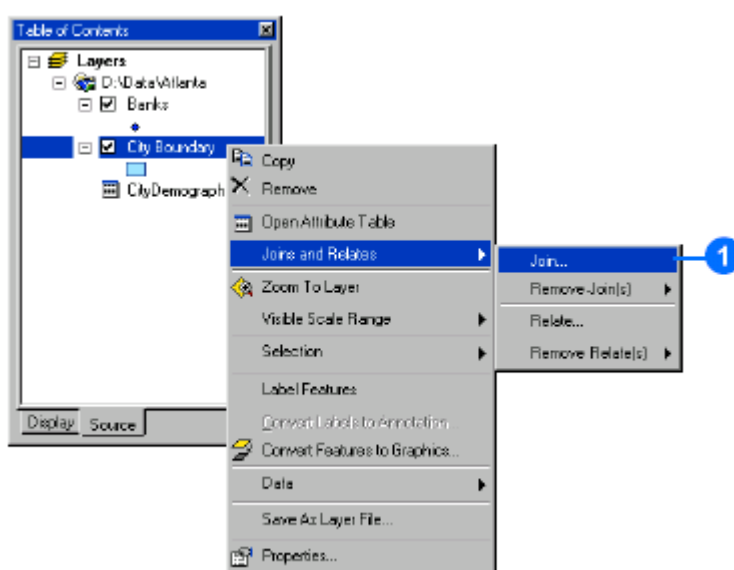 Table of Contents
Layers
D:\Data\Atlanta
Banks
City Boundary
CityDemograph
Display
Source
Copy
Remove
Open Attribute Table
Joins and Relates
Zoom To Layer
Visible Scale Range
Selection
Label Features
Convert Labels to Annotation...
Convert Features to Graphics...
Data
Save As Layer File...
Properties...
Join...
Remove Join(s)
Relate...
Remove Relate(s)
1